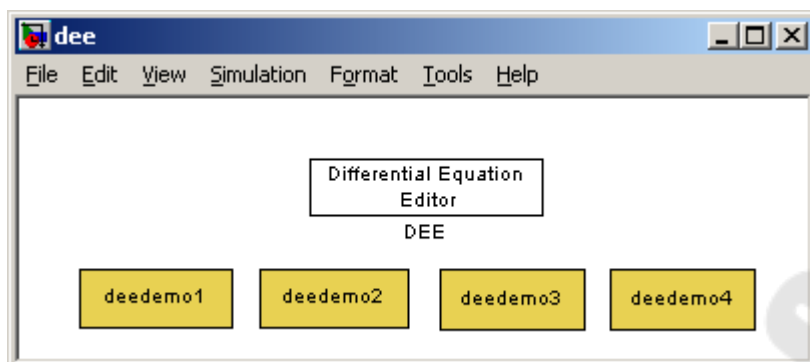 dee
File Edit View Simulation Format Tools Help
Differential Equation
Editor
DEE
deedemo1 deedemo2 deedemo3 deedemo4